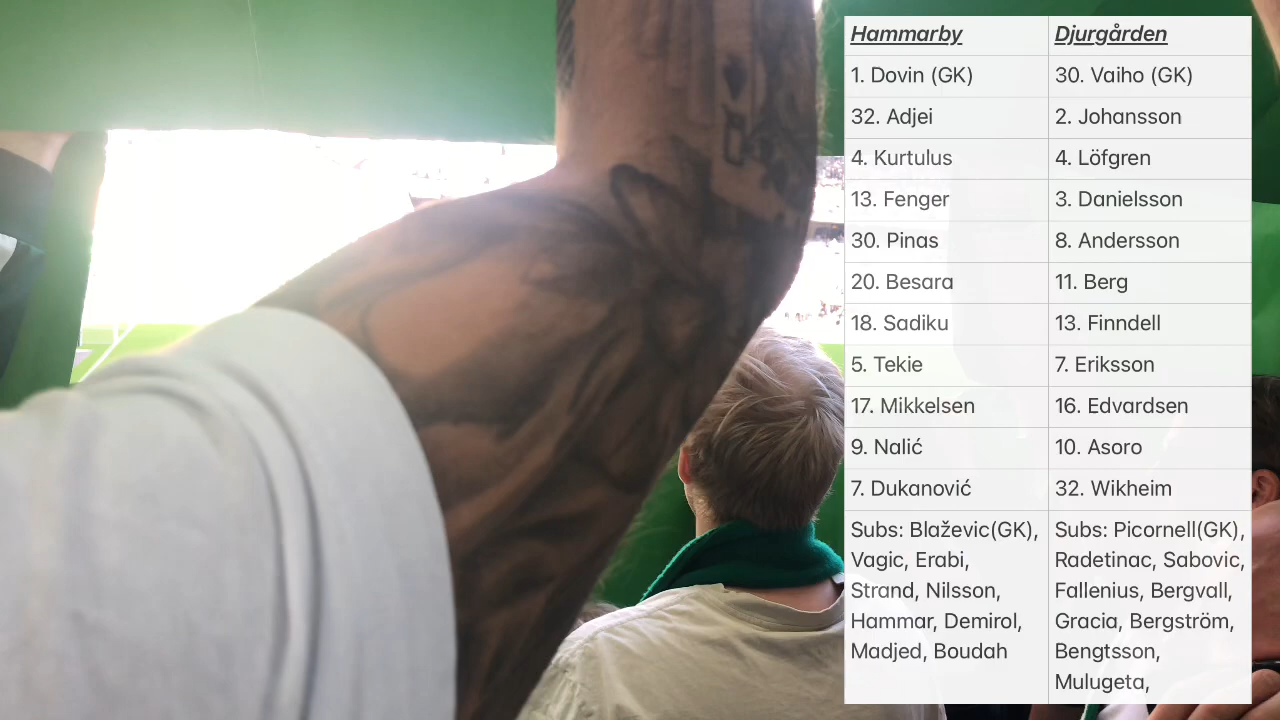 Hammarby
Djurgården
1. Dovin (GK)
30. Vaiho (GK)
32. Adjei
2. Johansson
4. Kurtulus
4. Löfgren
13. Fenger
3. Danielsson
30. Pinas
8. Andersson
20. Besara
11. Berg
18. Sadiku
13. Finndell
5. Tekie
7. Eriksson
17. Mikkelsen
16. Edvardsen
9. Nalić
10. Asoro
7. Dukanović
32. Wikheim
Subs: Blaževic(GK),
Vagic, Erabi,
Strand, Nilsson,
Hammar, Demirol,
Madjed, Boudah
Subs: Picornell(GK),
Radetinac, Sabovic,
Fallenius, Bergvall,
Gracia, Bergström,
Bengtsson,
Mulugeta,